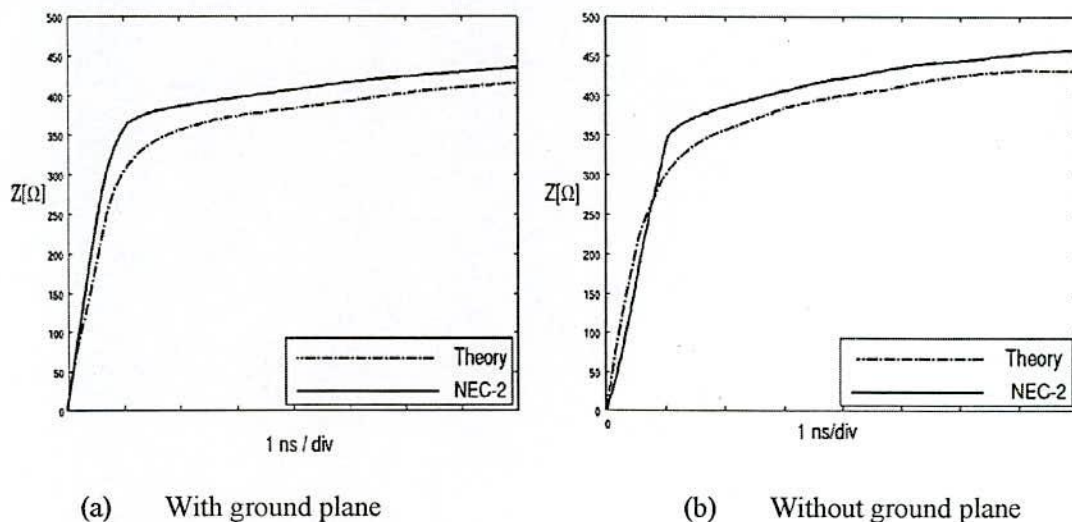 500
450
400
350
300
250
200
150
100
50
0
Z[Ω]
Theory
NEC-2
1 ns / div
(a) With ground plane
500
450
400
350
300
250
200
150
100
50
0
Z[Ω]
Theory
NEC-2
0
1 ns/div
(b) Without ground plane